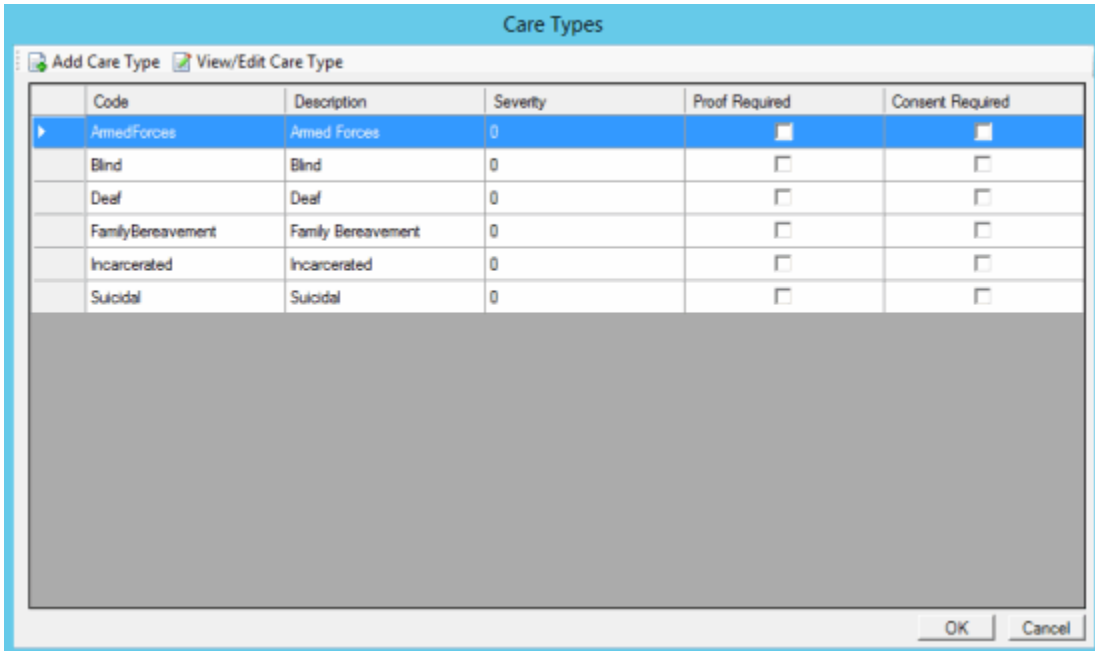 Care Types
Add Care Type View/Edit Care Type
Code Description Severity Proof Required Consent Required
ArmedForces Armed Forces 0
Blind Blind 0
Deaf Deaf 0
FamilyBereavement Family Bereavement 0
Incarcerated Incarcerated 0
Suicidal Suicidal 0
OK Cancel